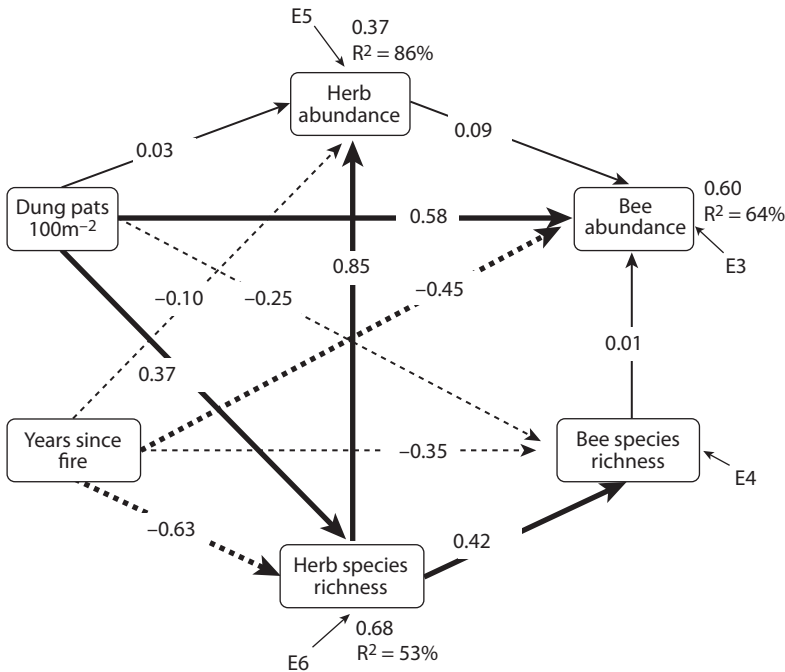 E5
0.37
R² = 86%
Herb
abundance
0.03
0.09
Dung pats
100m⁻²
0.58
Bee
abundance
0.60
R² = 64%
E3
0.85
–0.10
–0.25
–0.45
0.37
0.01
Years since
fire
–0.35
Bee species
richness
E4
–0.63
0.42
Herb species
richness
0.68
R² = 53%
E6